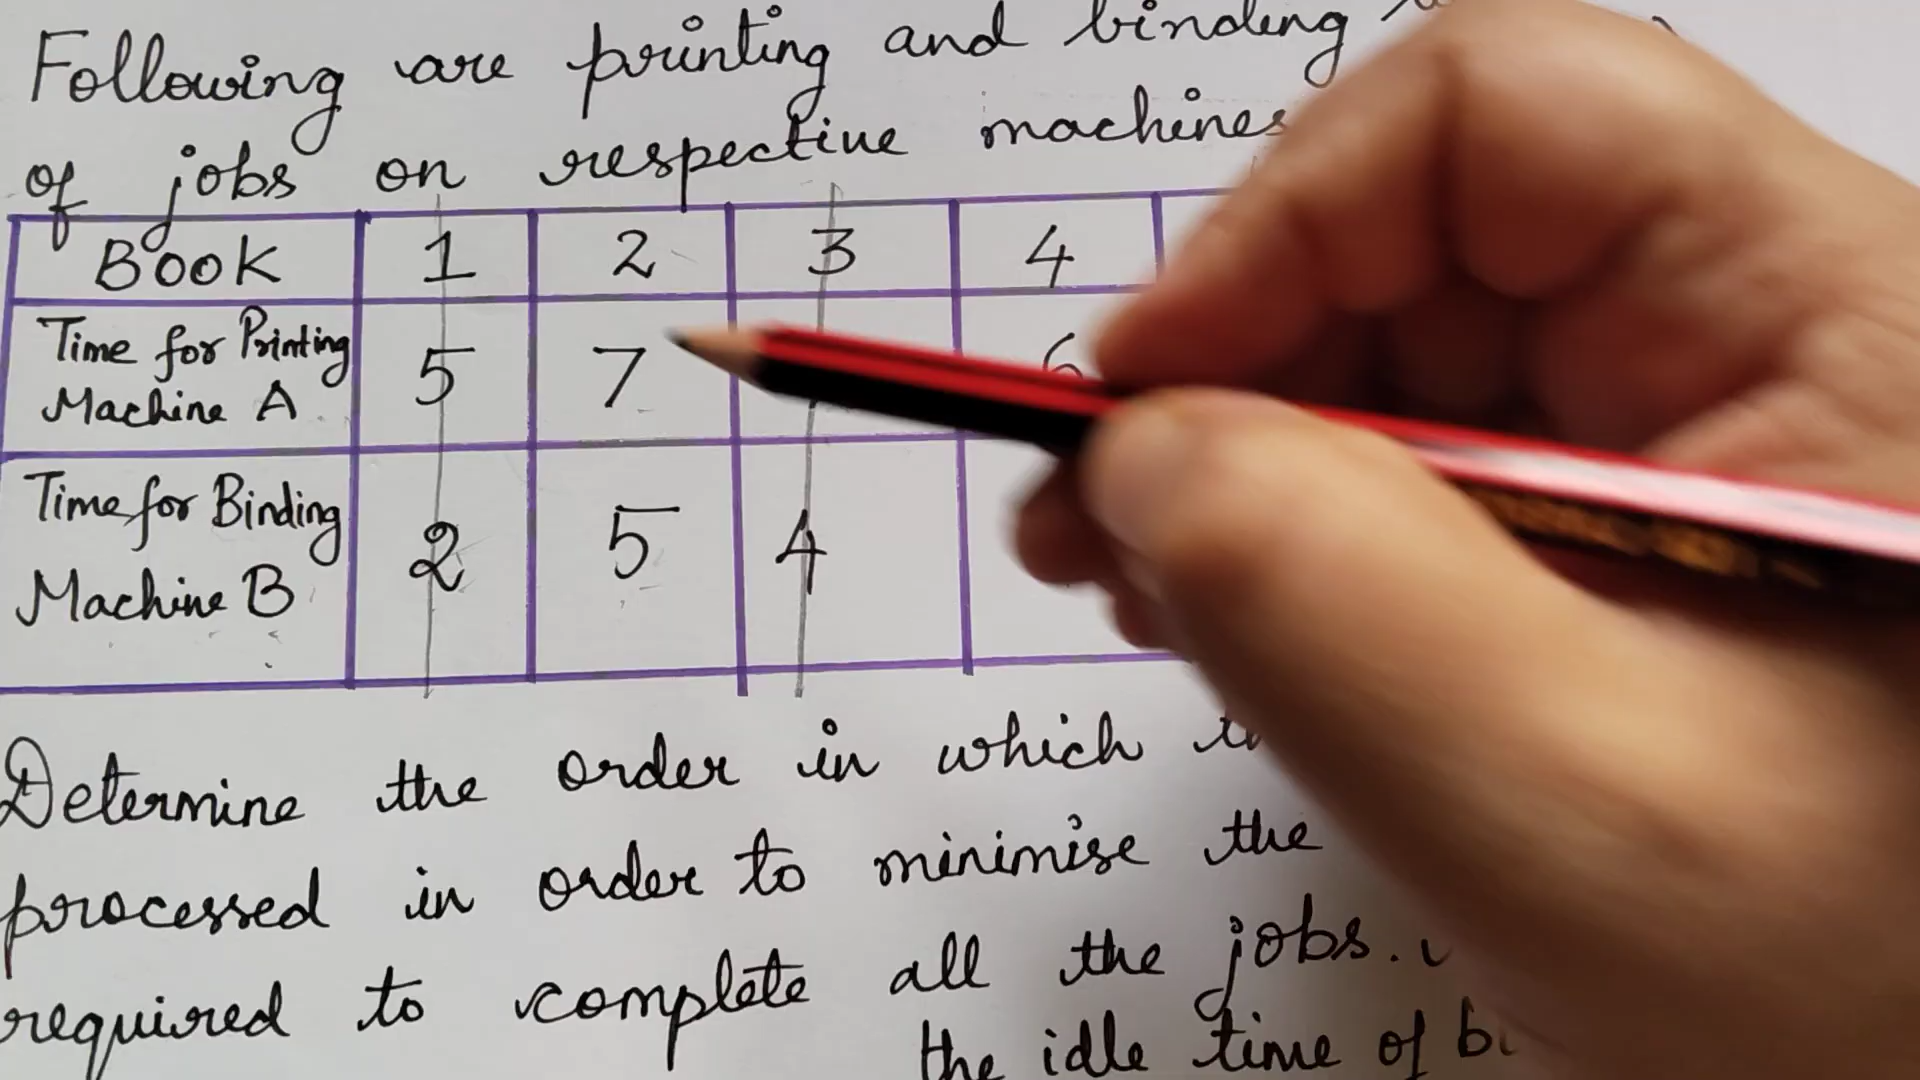 Following are printing and binding
of jobs on respective machines
Book 1 2 3 4
Time for Printing Machine A 5 7 6
Time for Binding Machine B 2 5 4
Determine the order in which
processed in order to minimise the
required to complete all the jobs.
the idle time of